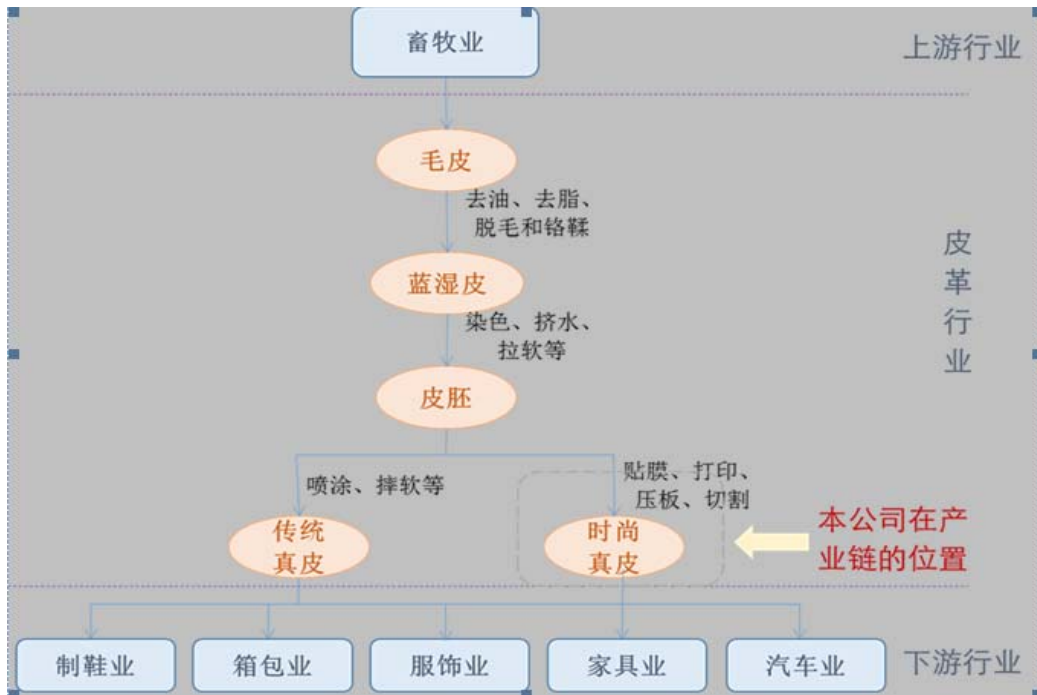 畜牧业
上游行业
毛皮
去油、去脂、
脱毛和铬鞣
蓝湿皮
染色、挤水、
拉软等
皮胚
皮
革
行
业
喷涂、摔软等
贴膜、打印、
压板、切割
传统
真皮
时尚
真皮
本公司在产
业链的位置
制鞋业
箱包业
服饰业
家具业
汽车业
下游行业